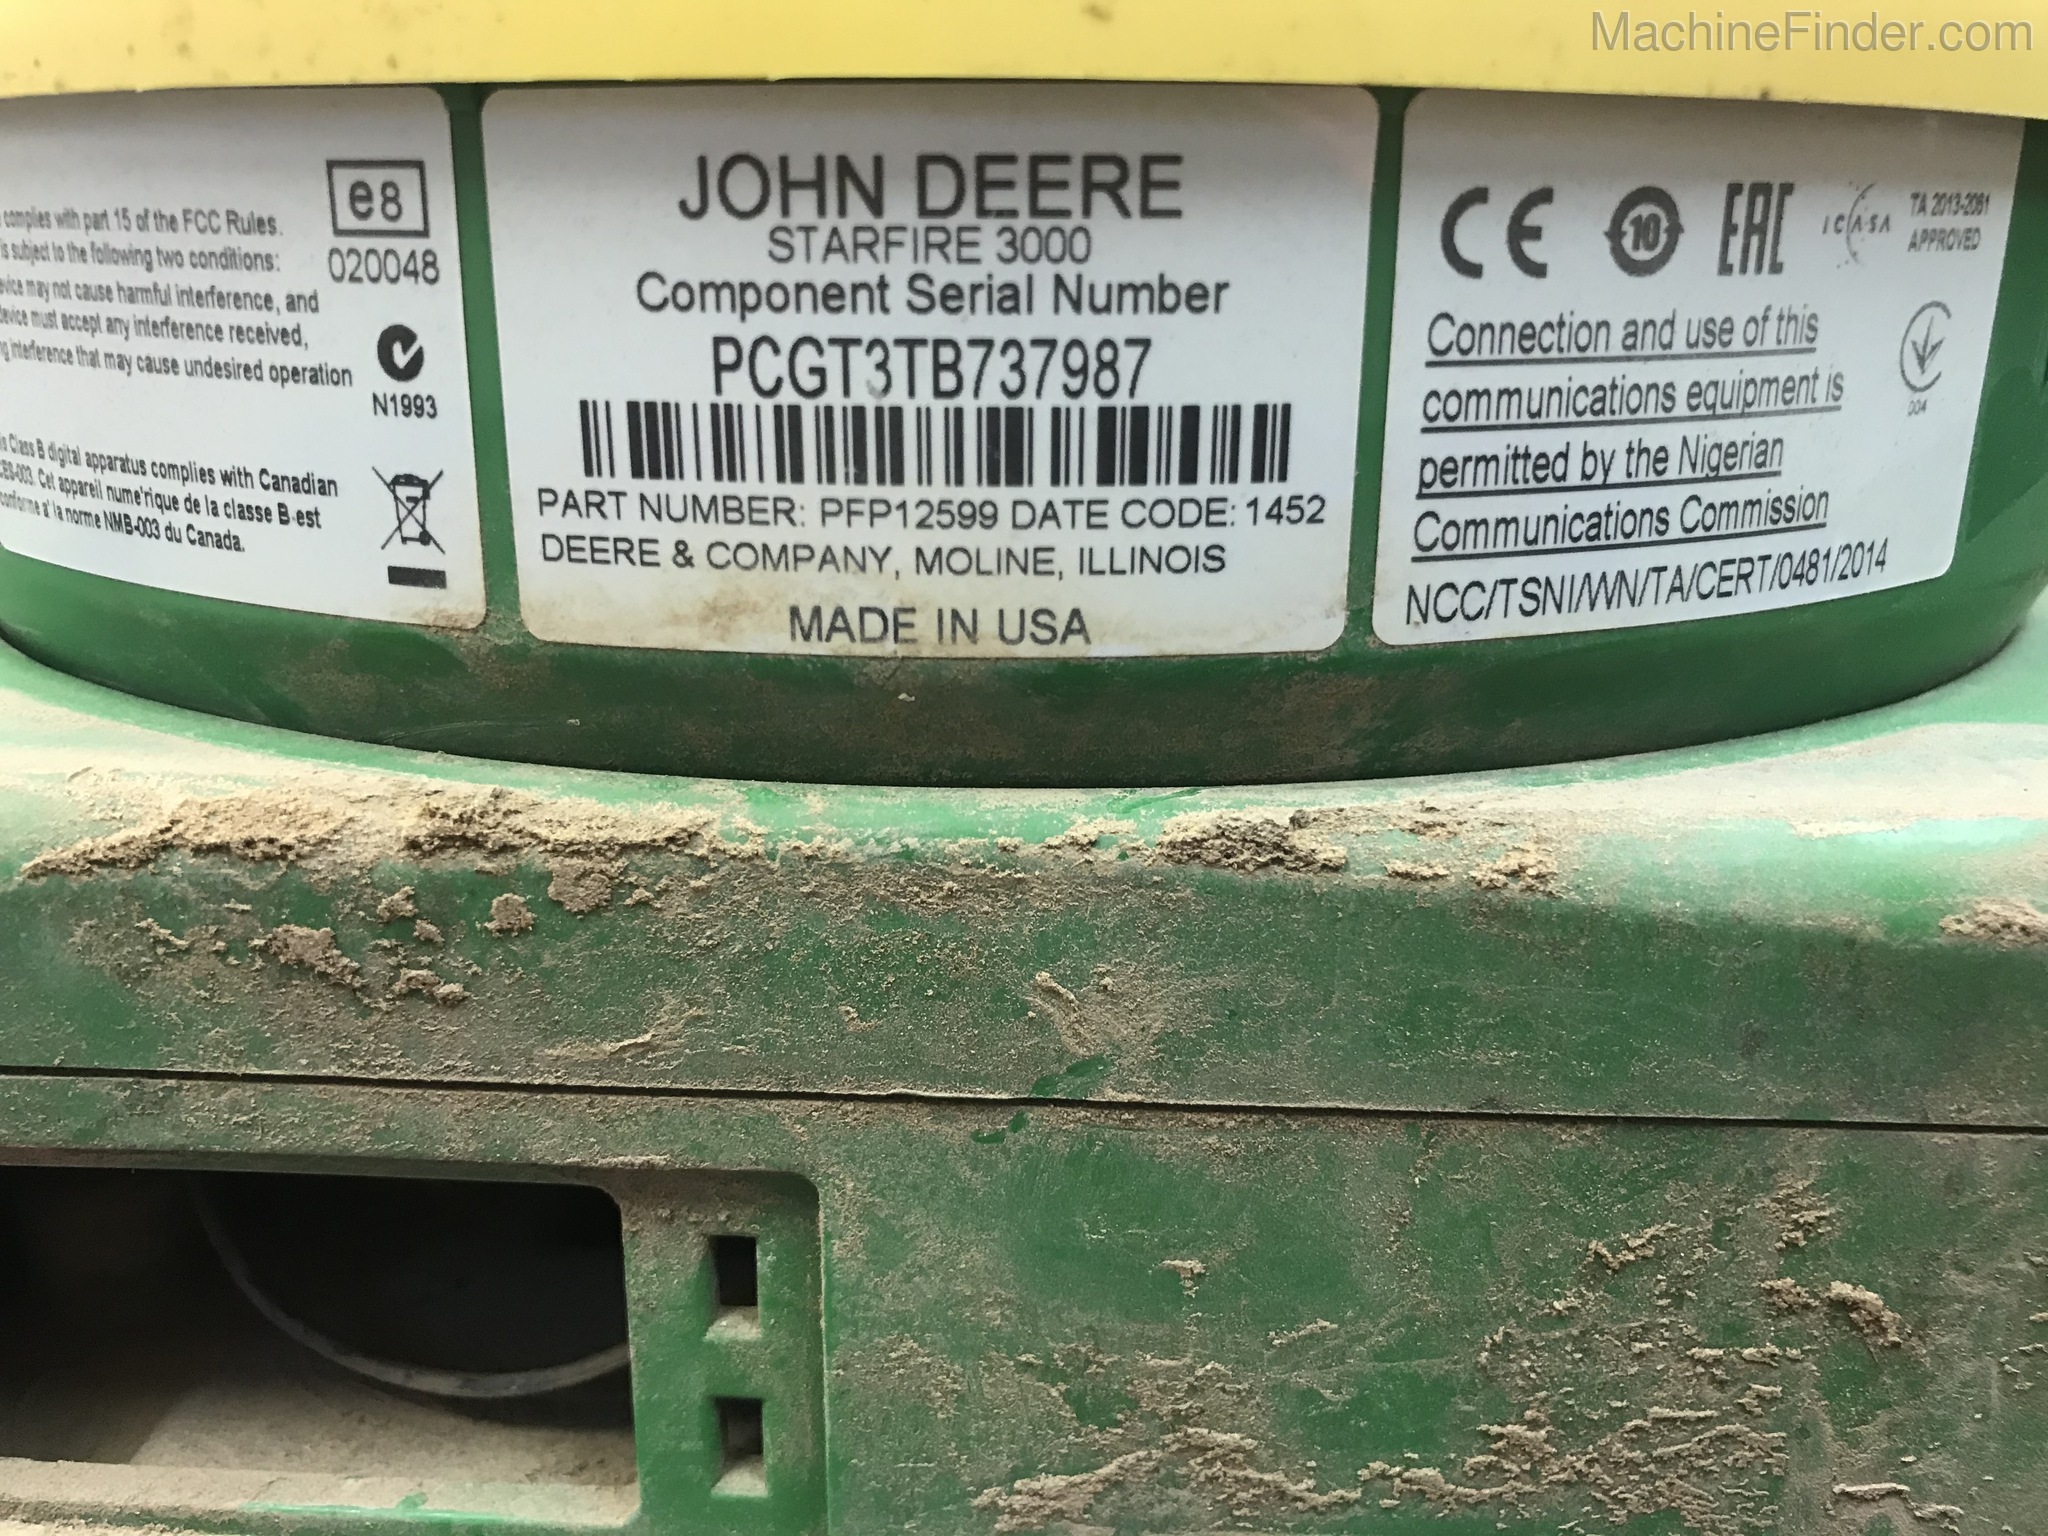 MachineFinder.com
complies with part 15 of the FCC Rules.
is subject to the following two conditions:
may not cause harmful interference, and
device must accept any interference received,
interference that may cause undesired operation
e8
020048
N1993
Class B digital apparatus complies with Canadian
Cet appareil nume'rique de la classe B est
conforme a' la norme NMB-003 du Canada.
JOHN DEERE
STARFIRE 3000
Component Serial Number
PCGT3TB737987
PART NUMBER: PFP12599 DATE CODE: 1452
DEERE & COMPANY, MOLINE, ILLINOIS
MADE IN USA
CE 10 EAC ICASA
TA 2013-2061
APPROVED
Connection and use of this
communications equipment is
permitted by the Nigerian
Communications Commission
NCC/TSNI/WN/TA/CERT/0481/2014
004